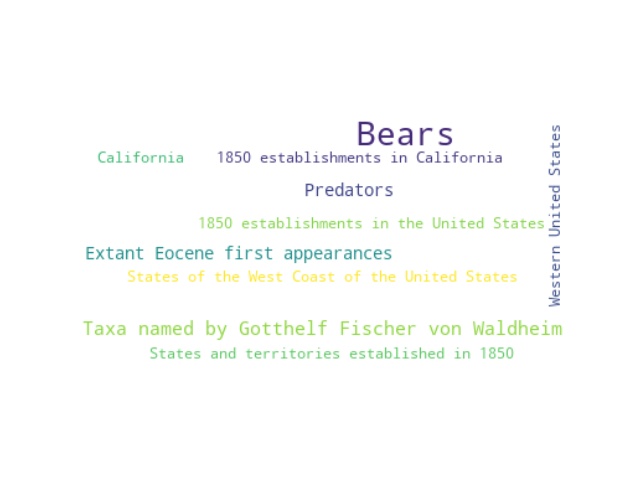 Bears
California
1850 establishments in California
Western United States
Predators
1850 establishments in the United States
Extant Eocene first appearances
States of the West Coast of the United States
Taxa named by Gotthelf Fischer von Waldheim
States and territories established in 1850